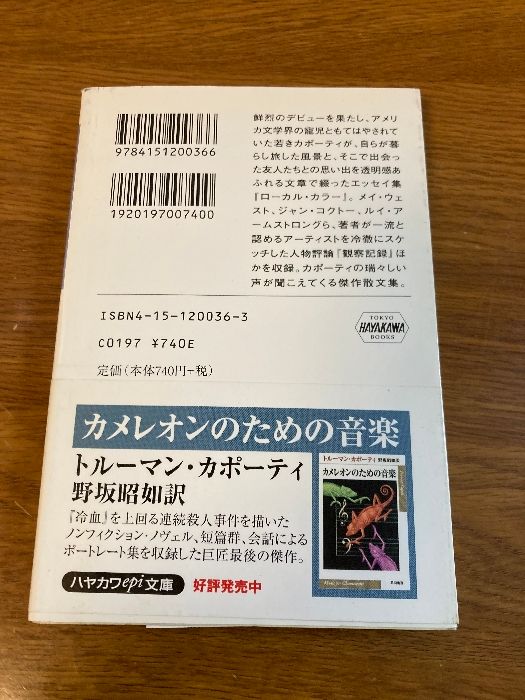 9784151200366
1920197007400
鮮烈のデビューを果たし、アメリ
カ文学界の寵児ともてはやされて
いた若きカポーティが、自らが暮
らし旅した風景と、そこで出会っ
た友人たちとの思い出を透明感あ
ふれる文章で綴ったエッセイ集
『ローカル・カラー』。メイ・ウェ
スト、ジャン・コクトー、ルイ・ア
ームストロングら、著者が一流と
認めるアーティストを冷徹にスケ
ッチした人物評論『観察記録』ほ
かを収録。カポーティの瑞々しい
声が聞こえてくる傑作散文集。
ISBN4-15-120036-3
C0197 ¥740E
定価(本体740円+税)
TOKYO
HAYAKAWA
BOOKS
カメレオンのための音楽
トルーマン・カポーティ
野坂昭如訳
『冷血』を上回る連続殺人事件を描いた
ノンフィクション・ノヴェル、短篇群、会話による
ポートレート集を収録した巨匠最後の傑作。
ハヤカワepi文庫 好評発売中
トルーマン・カポーティ 野坂昭如訳
カメレオンのための音楽
Music for Chameleons